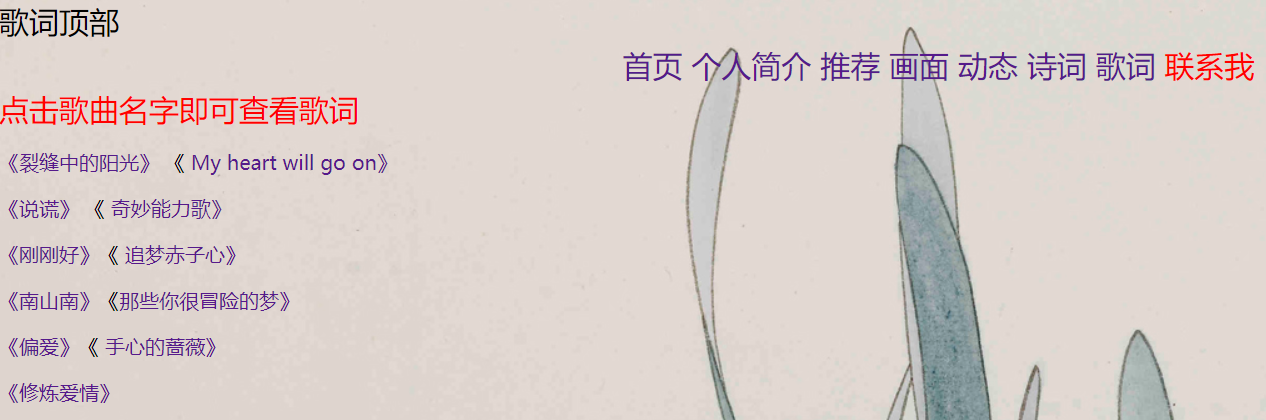 歌词顶部
首页 个人简介 推荐 画面 动态 诗词 歌词 联系我
点击歌曲名字即可查看歌词
《裂缝中的阳光》 《 My heart will go on》
《说谎》 《 奇妙能力歌》
《刚刚好》《 追梦赤子心》
《南山南》《那些你很冒险的梦》
《偏爱》《 手心的蔷薇》
《修炼爱情》